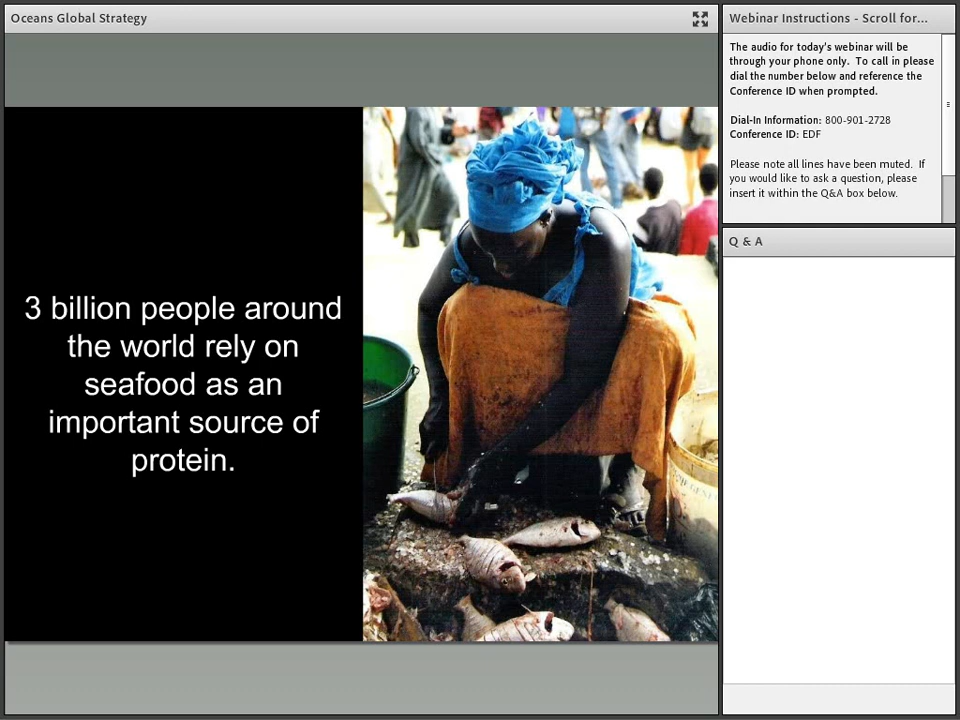 Oceans Global Strategy
3 billion people around
the world rely on
seafood as an
important source of
protein.
Webinar Instructions - Scroll for...
The audio for today's webinar will be
through your phone only. To call in please
dial the number below and reference the
Conference ID when prompted.
Dial-In Information: 800-901-2728
Conference ID: EDF
Please note all lines have been muted. If
you would like to ask a question, please
insert it within the Q&A box below.
Q & A